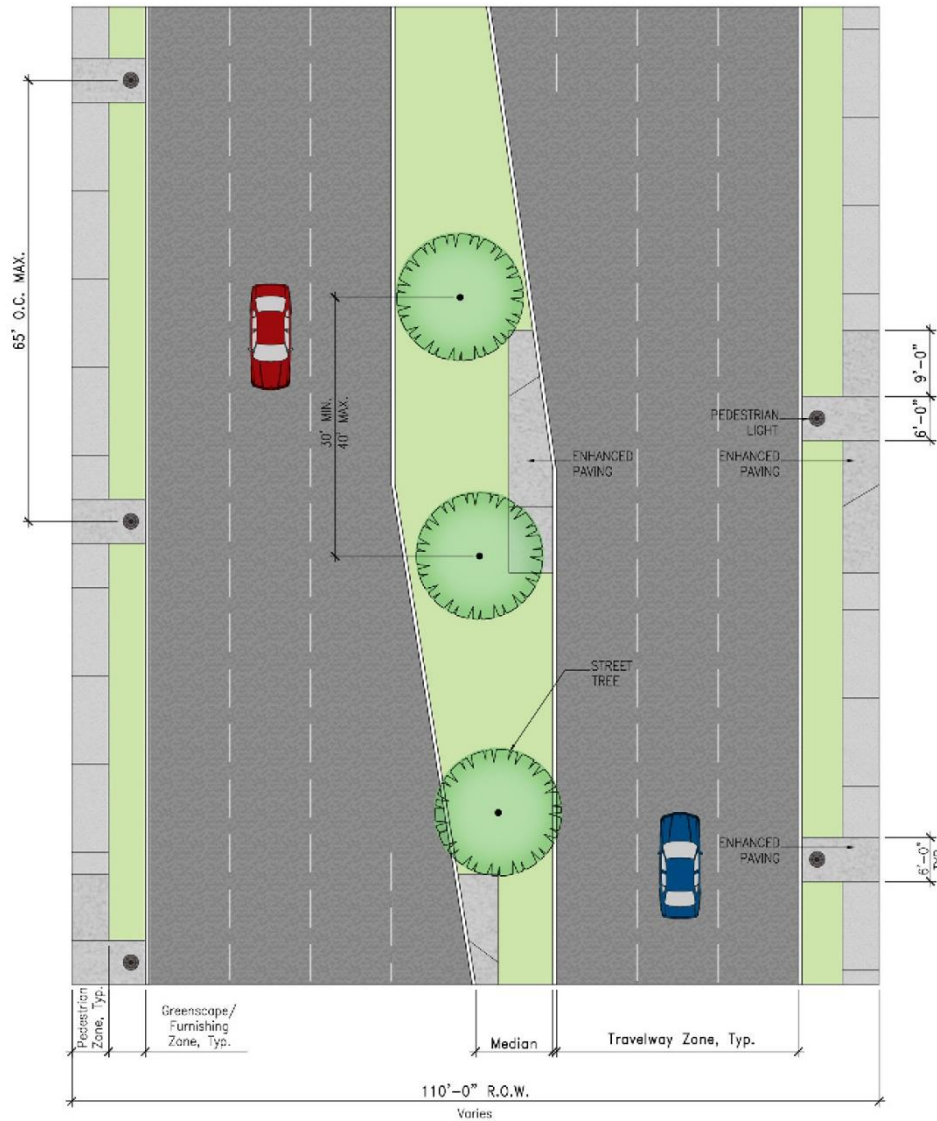 65' O.C. MAX.
30' MIN.
40' MAX.
9'-0"
6'-0"
PEDESTRIAN
LIGHT
ENHANCED
PAVING
ENHANCED
PAVING
STREET
TREE
ENHANCED
PAVING
6'-0"
TYP.
Pedestrian
Zone, Typ.
Greenscape/
Furnishing
Zone, Typ.
Median
Travelway Zone, Typ.
110'-0" R.O.W.
Varies